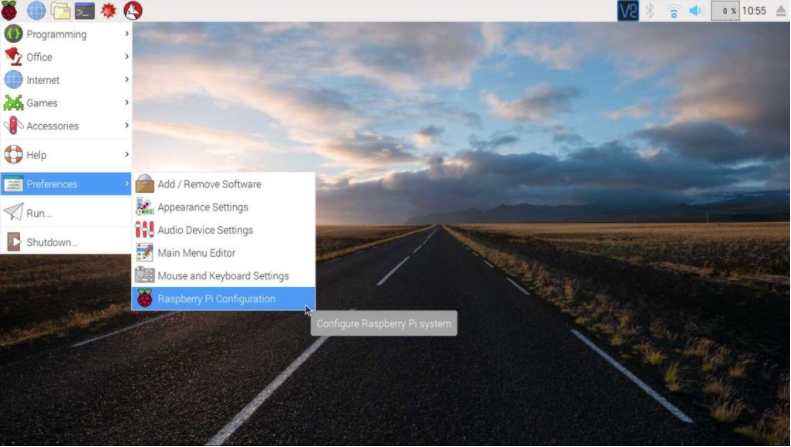 V2
0 %
10:55
Programming
Office
Internet
Games
Accessories
Help
Preferences
Run...
Shutdown...
Add / Remove Software
Appearance Settings
Audio Device Settings
Main Menu Editor
Mouse and Keyboard Settings
Raspberry Pi Configuration
Configure Raspberry Pi system